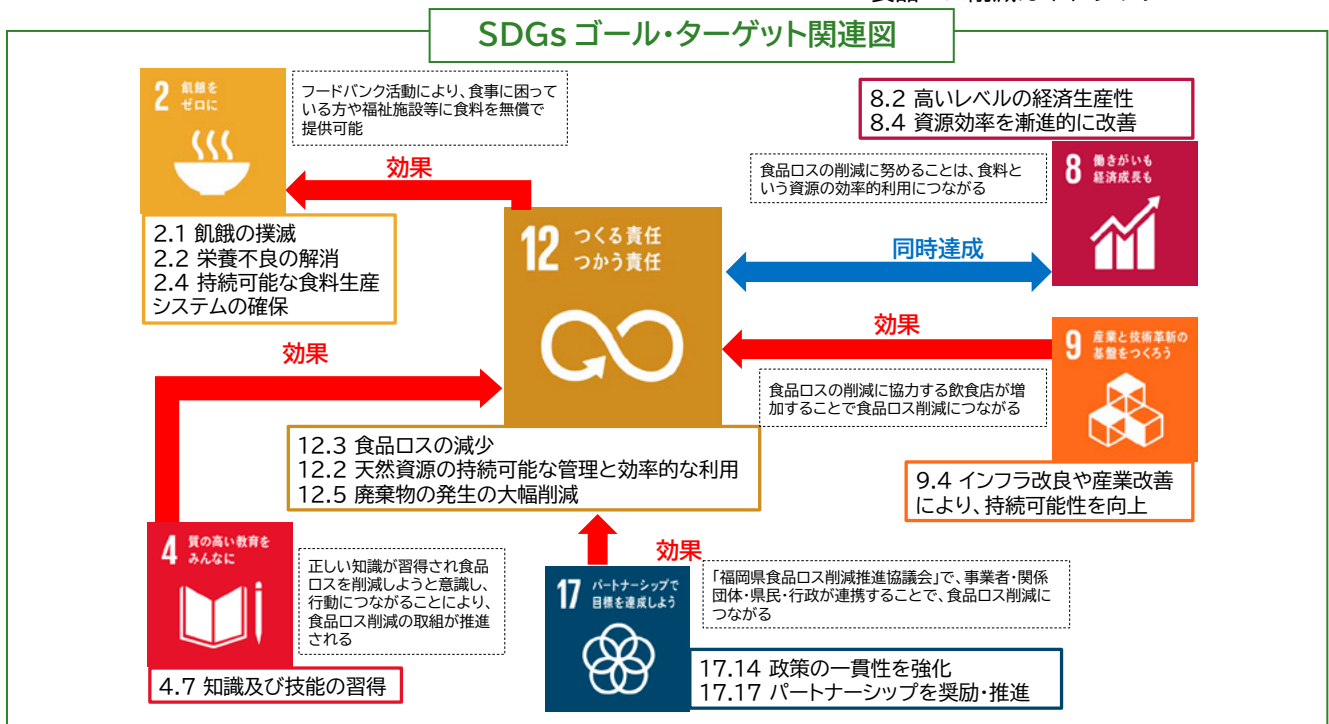 SDGs ゴール・ターゲット関連図
2 飢餓を
ゼロに
フードバンク活動により、食事に困って
いる方や福祉施設等に食料を無償で
提供可能
効果
2.1 飢餓の撲滅
2.2 栄養不良の解消
2.4 持続可能な食料生産
システムの確保
8.2 高いレベルの経済生産性
8.4 資源効率を漸進的に改善
食品ロスの削減に努めることは、食料と
いう資源の効率的利用につながる
8 働きがいも
経済成長も
同時達成
12 つくる責任
つかう責任
効果
9 産業と技術革新の
基盤をつくろう
食品ロスの削減に協力する飲食店が増
加することで食品ロス削減につながる
9.4 インフラ改良や産業改善
により、持続可能性を向上
効果
12.3 食品ロスの減少
12.2 天然資源の持続可能な管理と効率的な利用
12.5 廃棄物の発生の大幅削減
4 質の高い教育を
みんなに
正しい知識が習得され食品
ロスを削減しようと意識し、
行動につながることにより、
食品ロス削減の取組が推進
される
4.7 知識及び技能の習得
効果
17 パートナーシップで
目標を達成しよう
「福岡県食品ロス削減推進協議会」で、事業者・関係
団体・県民・行政が連携することで、食品ロス削減に
つながる
17.14 政策の一貫性を強化
17.17 パートナーシップを奨励・推進